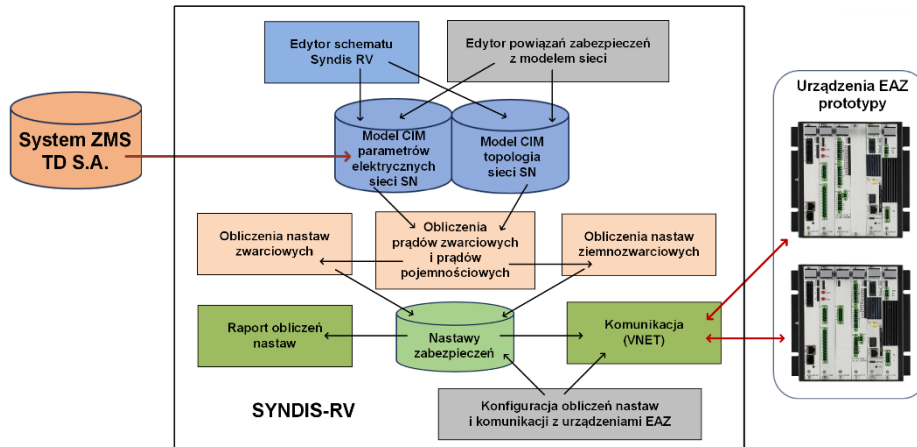 Edytor schematu
Syndis RV
Edytor powiązań zabezpieczeń
z modelem sieci
Urządzenia EAZ
prototypy
System ZMS
TD S.A.
Model CIM
parametrów
elektrycznych
sieci SN
Model CIM
topologia
sieci SN
Obliczenia nastaw
zwarciowych
Obliczenia
prądów zwarciowych
i prądów
pojemnościowych
Obliczenia nastaw
ziemnozwarciowych
Raport obliczeń
nastaw
Nastawy
zabezpieczeń
Komunikacja
(VNET)
SYNDIS-RV
Konfiguracja obliczeń nastaw
i komunikacji z urządzeniami EAZ